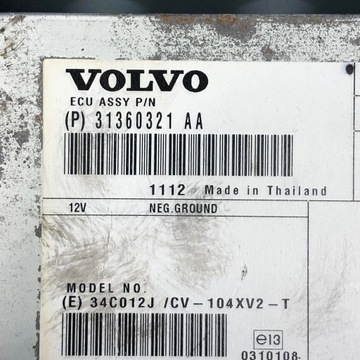 VOLVO
ECU ASSY P/N
(P) 31360321 AA
1112 Made in Thailand
12V NEG.GROUND
MODEL NO.
(E) 34C012J /CV-104XV2-T
e13
0310108